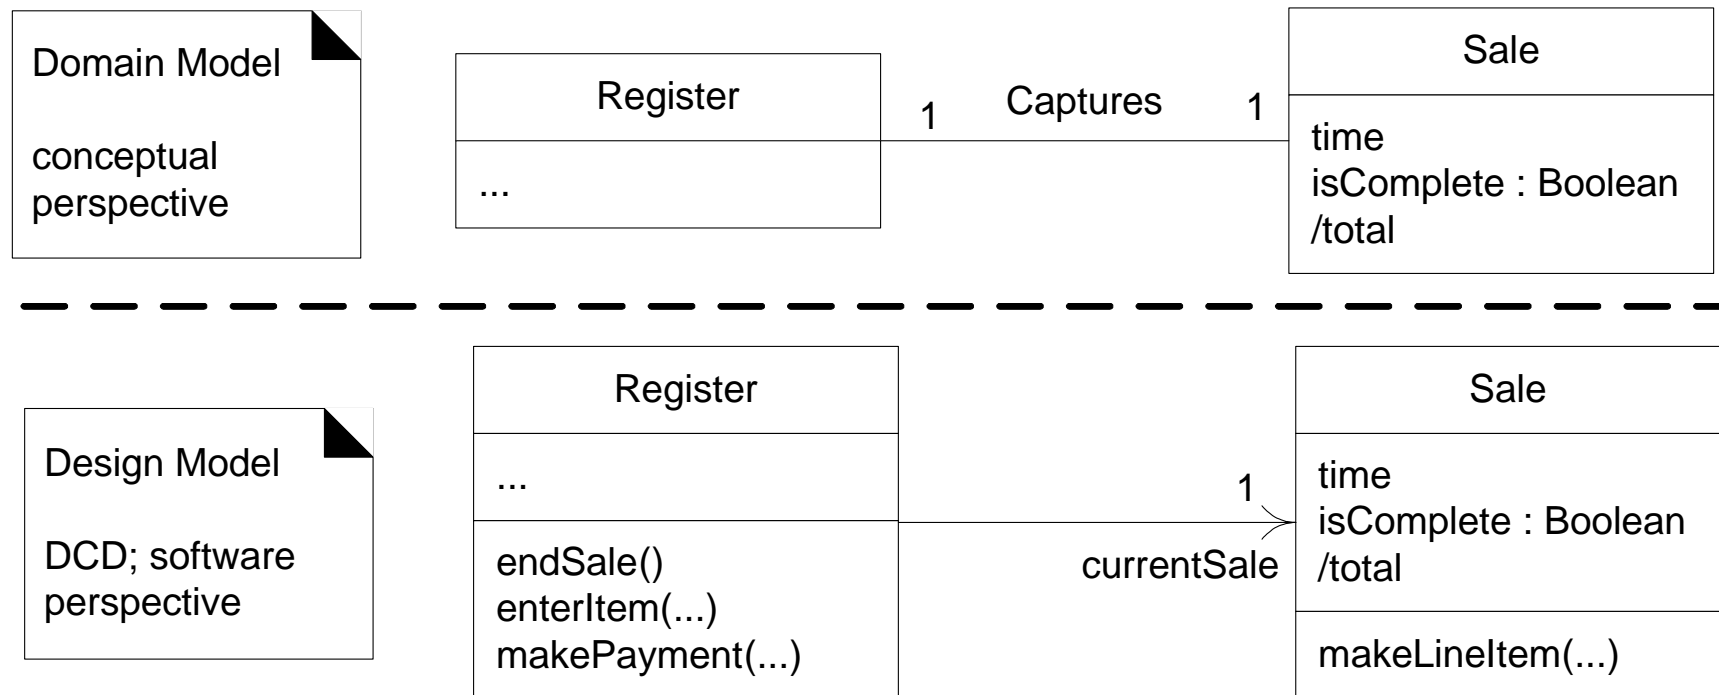 Domain Model
conceptual
perspective
Register
...
1
Captures
1
Sale
time
isComplete : Boolean
/total
Design Model
DCD; software
perspective
Register
...
endSale()
enterItem(...)
makePayment(...)
1
currentSale
Sale
time
isComplete : Boolean
/total
makeLineItem(...)